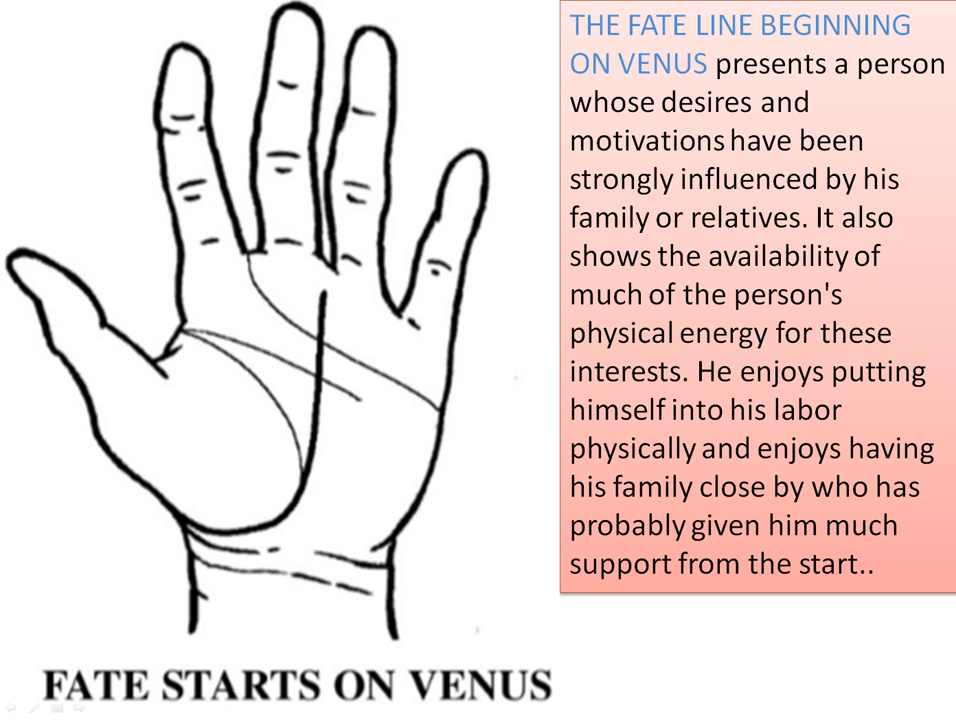 THE FATE LINE BEGINNING
ON VENUS presents a person
whose desires and
motivations have been
strongly influenced by his
family or relatives. It also
shows the availability of
much of the person's
physical energy for these
interests. He enjoys putting
himself into his labor
physically and enjoys having
his family close by who has
probably given him much
support from the start..
FATE STARTS ON VENUS